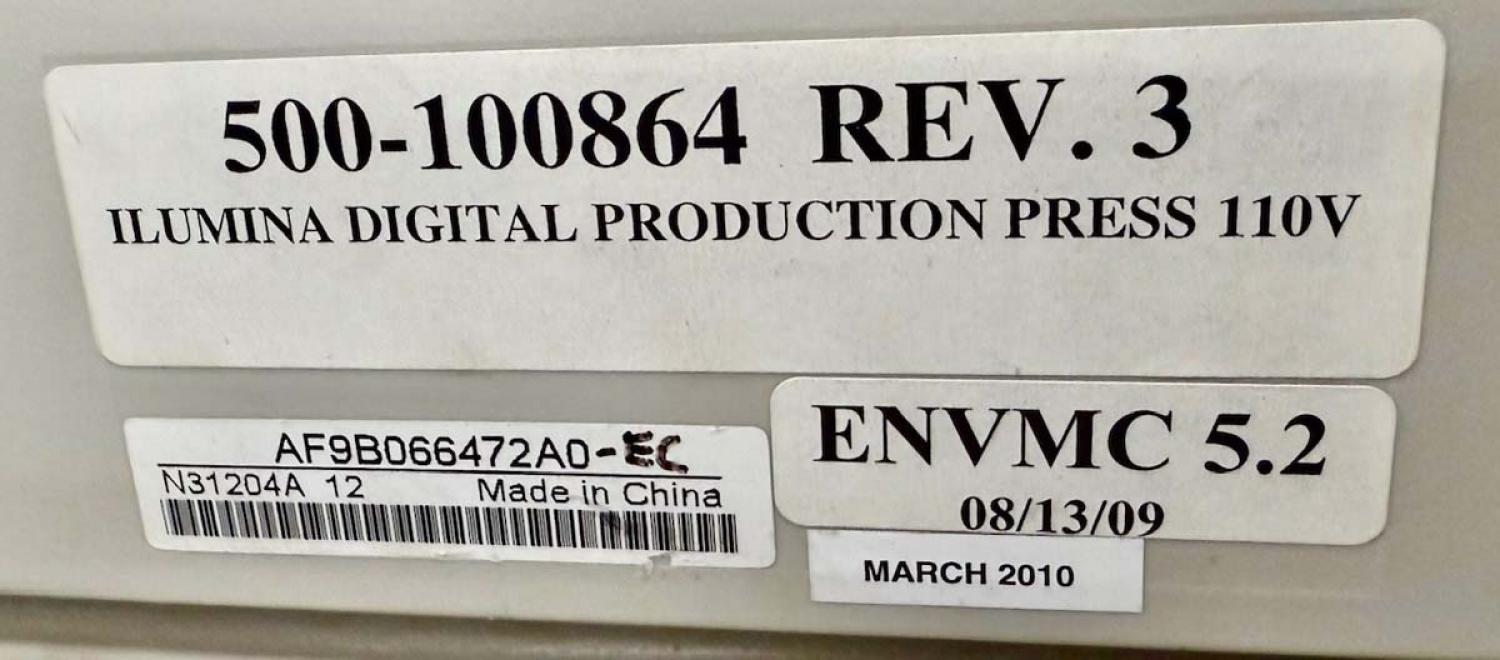 500-100864 REV. 3
ILUMINA DIGITAL PRODUCTION PRESS 110V
AF9B066472A0-EC
N31204A 12 Made in China
ENVMC 5.2
08/13/09
MARCH 2010